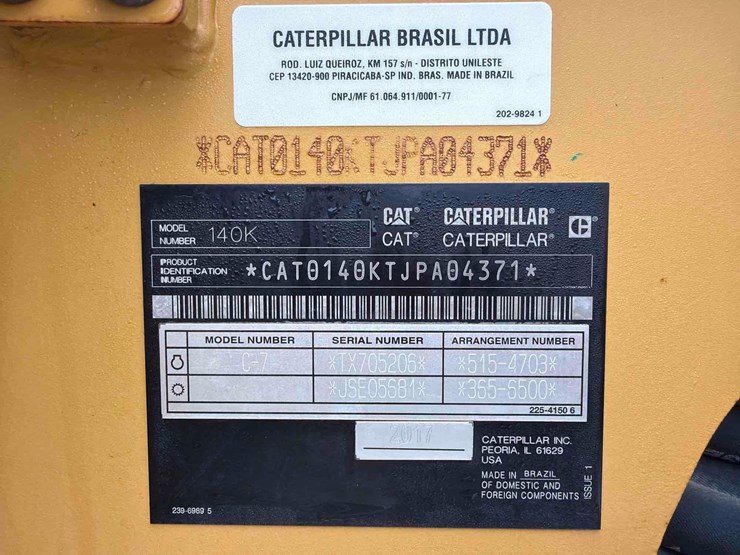 CATERPILLAR BRASIL LTDA
ROD. LUIZ QUEIROZ, KM 157 s/n - DISTRITO UNILESTE
CEP 13420-900 PIRACICABA-SP IND. BRAS. MADE IN BRAZIL
CNPJ/MF 61.064.911/0001-77
202-9824 1
*CAT0140KTJPA04371*
MODEL NUMBER 140K
CAT® CATERPILLAR®
CAT® CATERPILLAR®
PRODUCT IDENTIFICATION NUMBER *CAT0140KTJPA04371*
MODEL NUMBER SERIAL NUMBER ARRANGEMENT NUMBER
C-7 *TX705206* *515-4703*
*JSE05681* *365-6500*
225-4150 6
2017
CATERPILLAR INC.
PEORIA, IL 61629
USA
MADE IN BRAZIL
OF DOMESTIC AND
FOREIGN COMPONENTS
ISSUE 1
239-6989 5